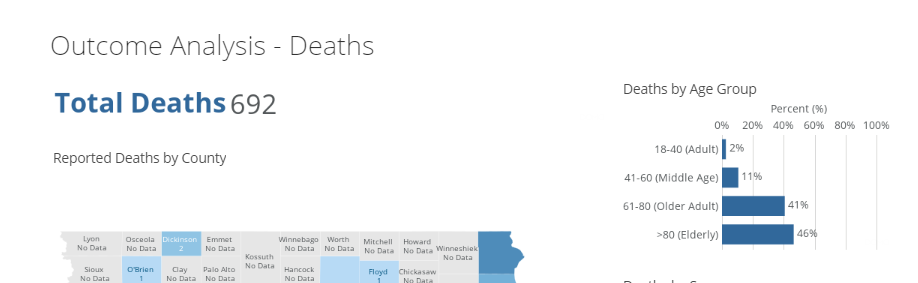 Outcome Analysis - Deaths
Total Deaths 692
Reported Deaths by County
Deaths by Age Group
Percent (%)
0% 20% 40% 60% 80% 100%
18-40 (Adult) 2%
41-60 (Middle Age) 11%
61-80 (Older Adult) 41%
>80 (Elderly) 46%
Lyon
No Data
Osceola
No Data
Dickinson
2
Emmet
No Data
Winnebago
No Data
Worth
No Data
Mitchell
No Data
Howard
No Data
Winneshiek
No Data
Kossuth
No Data
Sioux
No Data
O'Brien
1
Clay
No Data
Palo Alto
No Data
Hancock
No Data
Floyd
1
Chickasaw
No Data